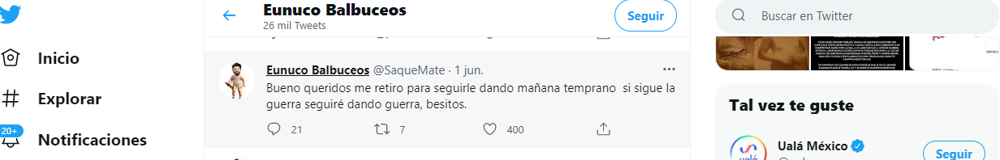 Inicio
Explorar
20+
Notificaciones
Eunuco Balbuceos
26 mil Tweets
Seguir
Eunuco Balbuceos @SaqueMate · 1 jun.
Bueno queridos me retiro para seguirle dando mañana temprano  si sigue la
guerra seguiré dando guerra, besitos.
21
7
400
Buscar en Twitter
Tal vez te guste
ualá
Ualá México
Seguir